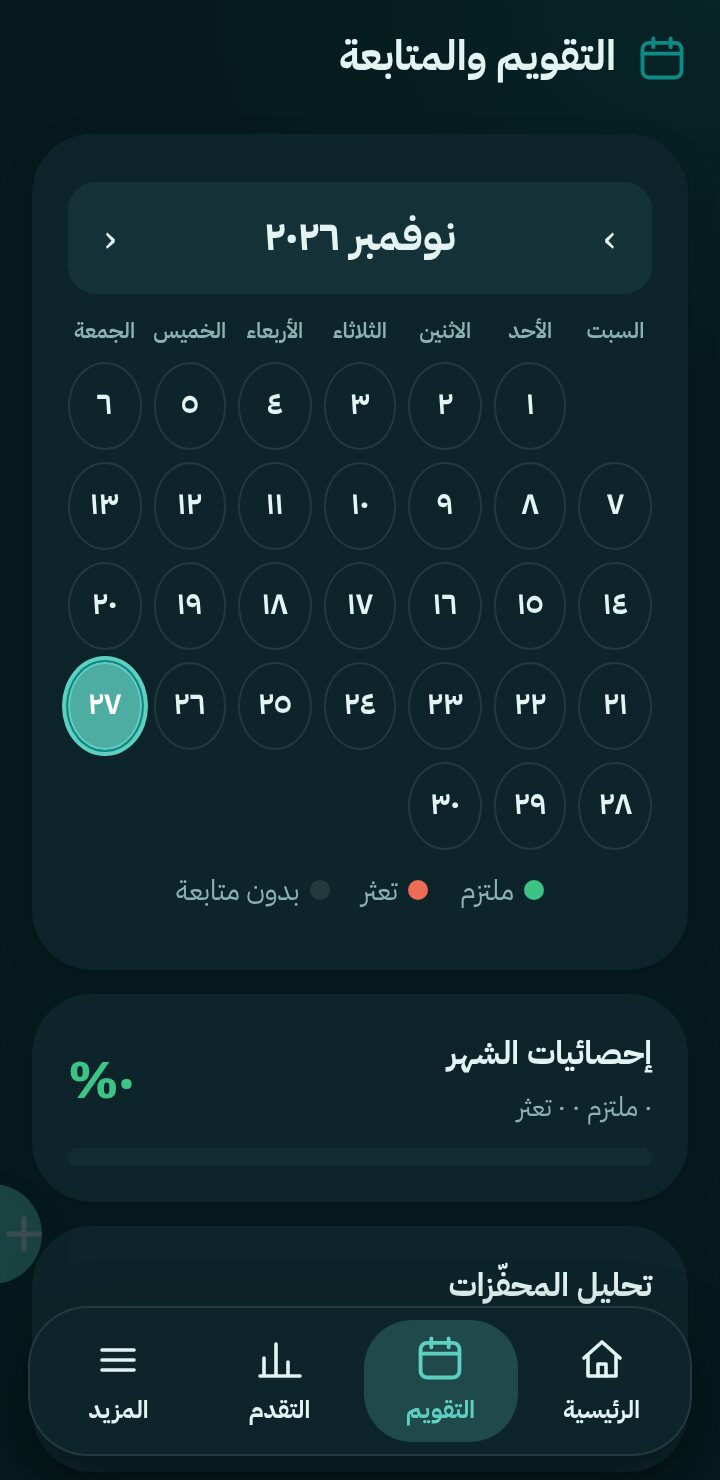 التقويم والمتابعة
نوفمبر ٢٠٢٦
السبت الأحد الاثنين الثلاثاء الأربعاء الخميس الجمعة
١ ٢ ٣ ٤ ٥ ٦
٧ ٨ ٩ ١٠ ١١ ١٢ ١٣
١٤ ١٥ ١٦ ١٧ ١٨ ١٩ ٢٠
٢١ ٢٢ ٢٣ ٢٤ ٢٥ ٢٦ ٢٧
٢٨ ٢٩ ٣٠
ملتزم تعثر بدون متابعة
إحصائيات الشهر
٠٪
٠ ملتزم · ٠ تعثر
تحليل المحفّزات
الرئيسية التقويم التقدم المزيد